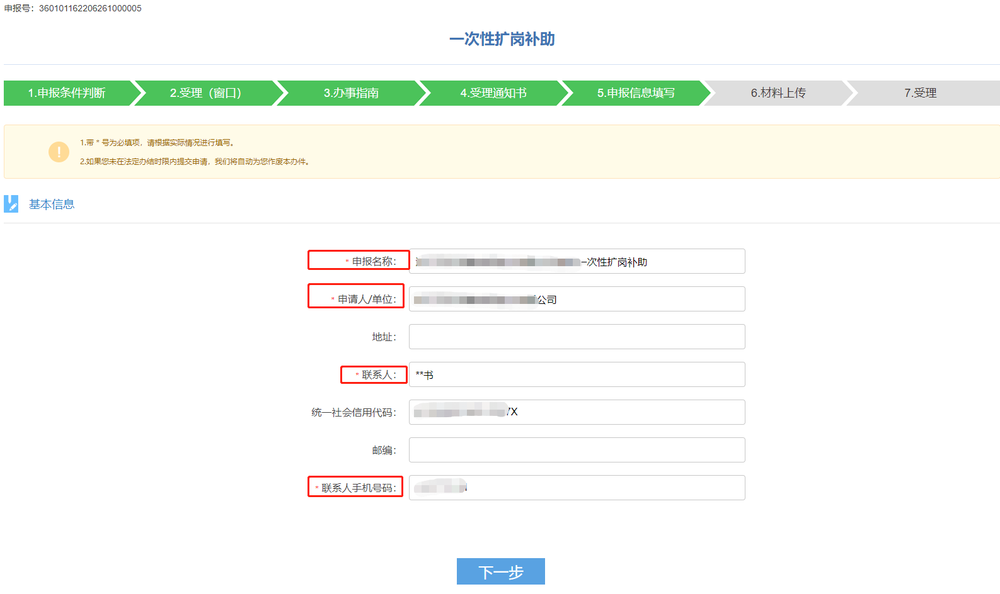 申报号：360101162206261000005
一次性扩岗补助
1.申报条件判断
2.受理（窗口）
3.办事指南
4.受理通知书
5.申报信息填写
6.材料上传
7.受理
1.带 * 号为必填项，请根据实际情况进行填写。
2.如果您未在法定办结时限内提交申请，我们将自动为您作废本办件。
基本信息
* 申报名称： 一次性扩岗补助
* 申请人/单位： 公司
地址：
* 联系人： **书
统一社会信用代码： X
邮编：
* 联系人手机号码：
下一步